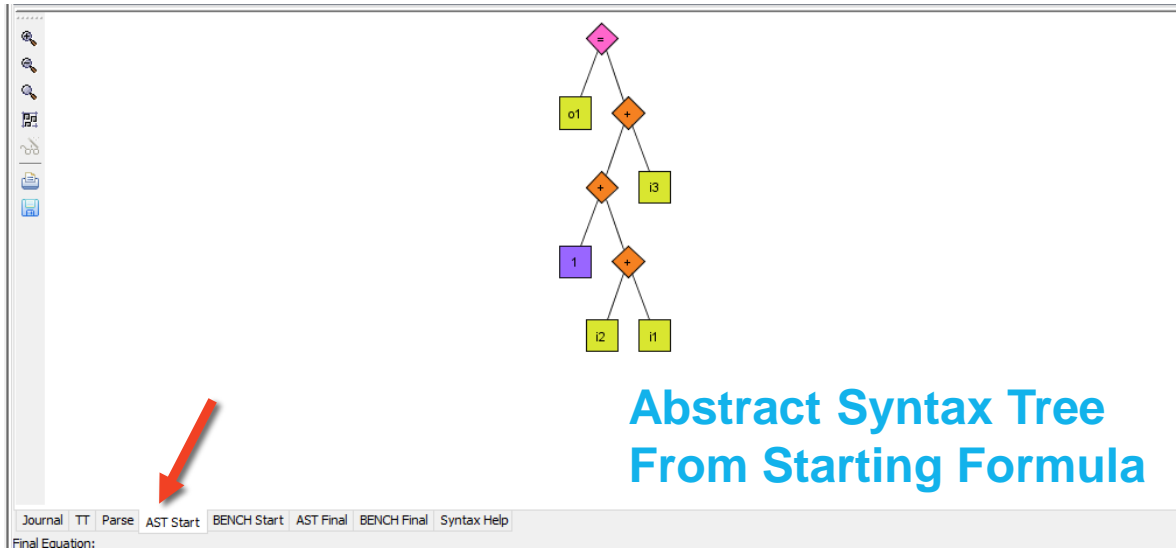 =
o1
+
+
i3
1
+
i2
i1
Abstract Syntax Tree
From Starting Formula
Journal TT Parse AST Start BENCH Start AST Final BENCH Final Syntax Help
Final Equation: